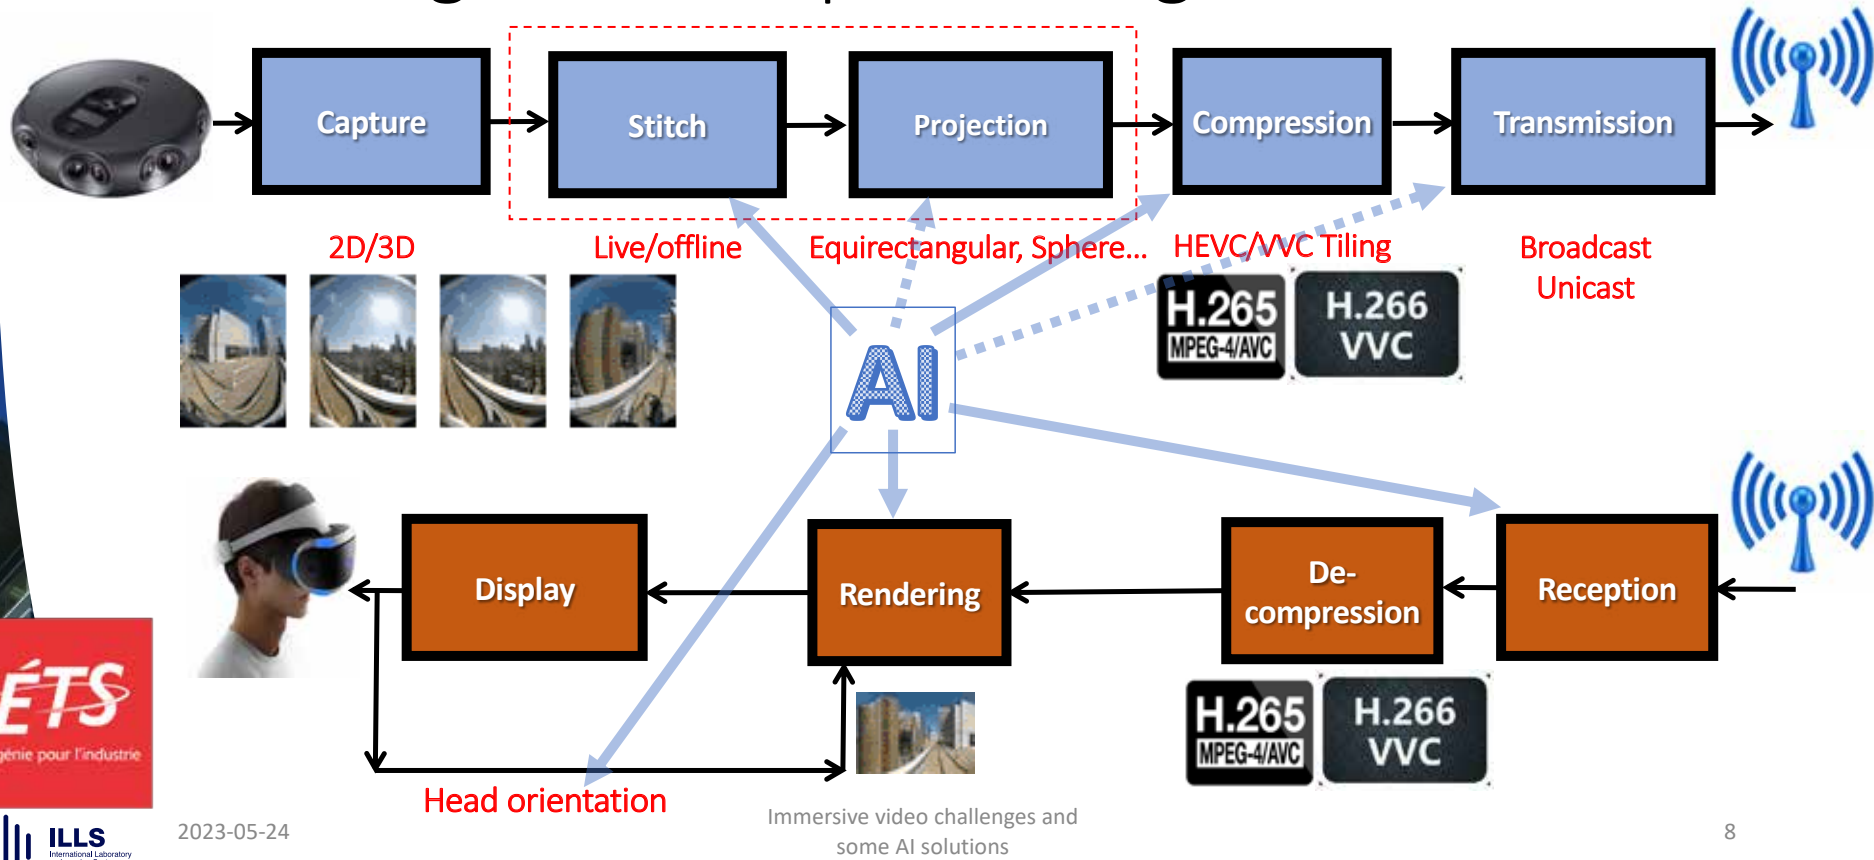 Capture
Stitch
Projection
Compression
Transmission
2D/3D
Live/offline
Equirectangular, Sphere...
HEVC/VVC Tiling
Broadcast
Unicast
H.265
MPEG-4/AVC
H.266
VVC
AI
Display
Rendering
De-
compression
Reception
H.265
MPEG-4/AVC
H.266
VVC
Head orientation
ÉTS
génie pour l'industrie
ILLS
International Laboratory
2023-05-24
Immersive video challenges and
some AI solutions
8